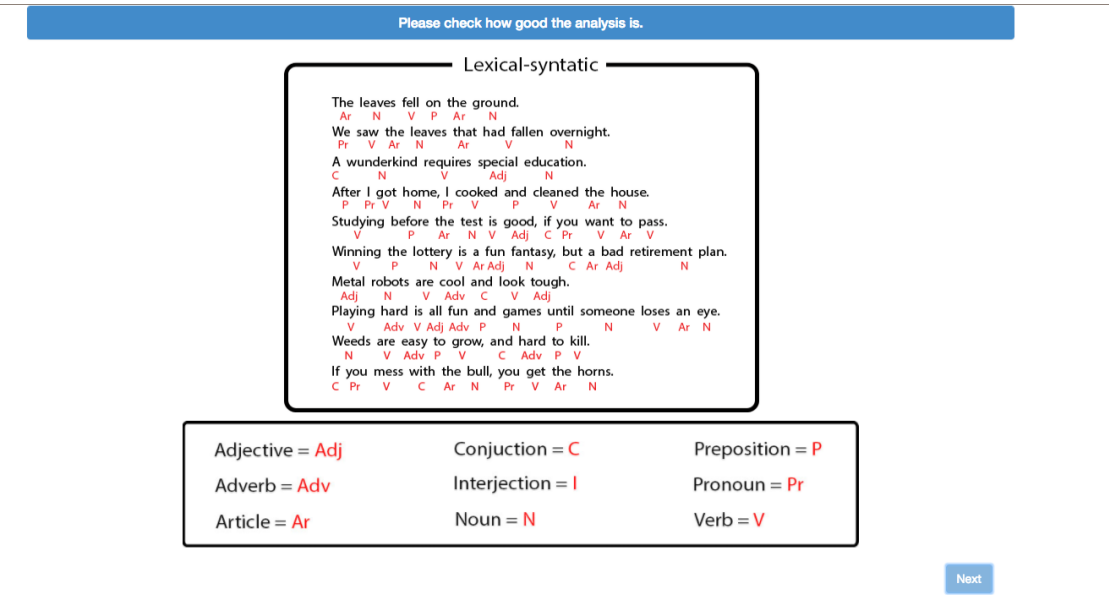 Please check how good the analysis is.
Lexical-syntatic
The leaves fell on the ground.
Ar N V P Ar N
We saw the leaves that had fallen overnight.
Pr V Ar N Ar V N
A wunderkind requires special education.
C N V Adj N
After I got home, I cooked and cleaned the house.
P Pr V N Pr V P V Ar N
Studying before the test is good, if you want to pass.
V P Ar N V Adj C Pr V Ar V
Winning the lottery is a fun fantasy, but a bad retirement plan.
V P N V Ar Adj N C Ar Adj N
Metal robots are cool and look tough.
Adj N V Adv C V Adj
Playing hard is all fun and games until someone loses an eye.
V Adv V Adj Adv P N P N V Ar N
Weeds are easy to grow, and hard to kill.
N V Adv P V C Adv P V
If you mess with the bull, you get the horns.
C Pr V C Ar N Pr V Ar N
Adjective = Adj Conjuction = C Preposition = P
Adverb = Adv Interjection = I Pronoun = Pr
Article = Ar Noun = N Verb = V
Next